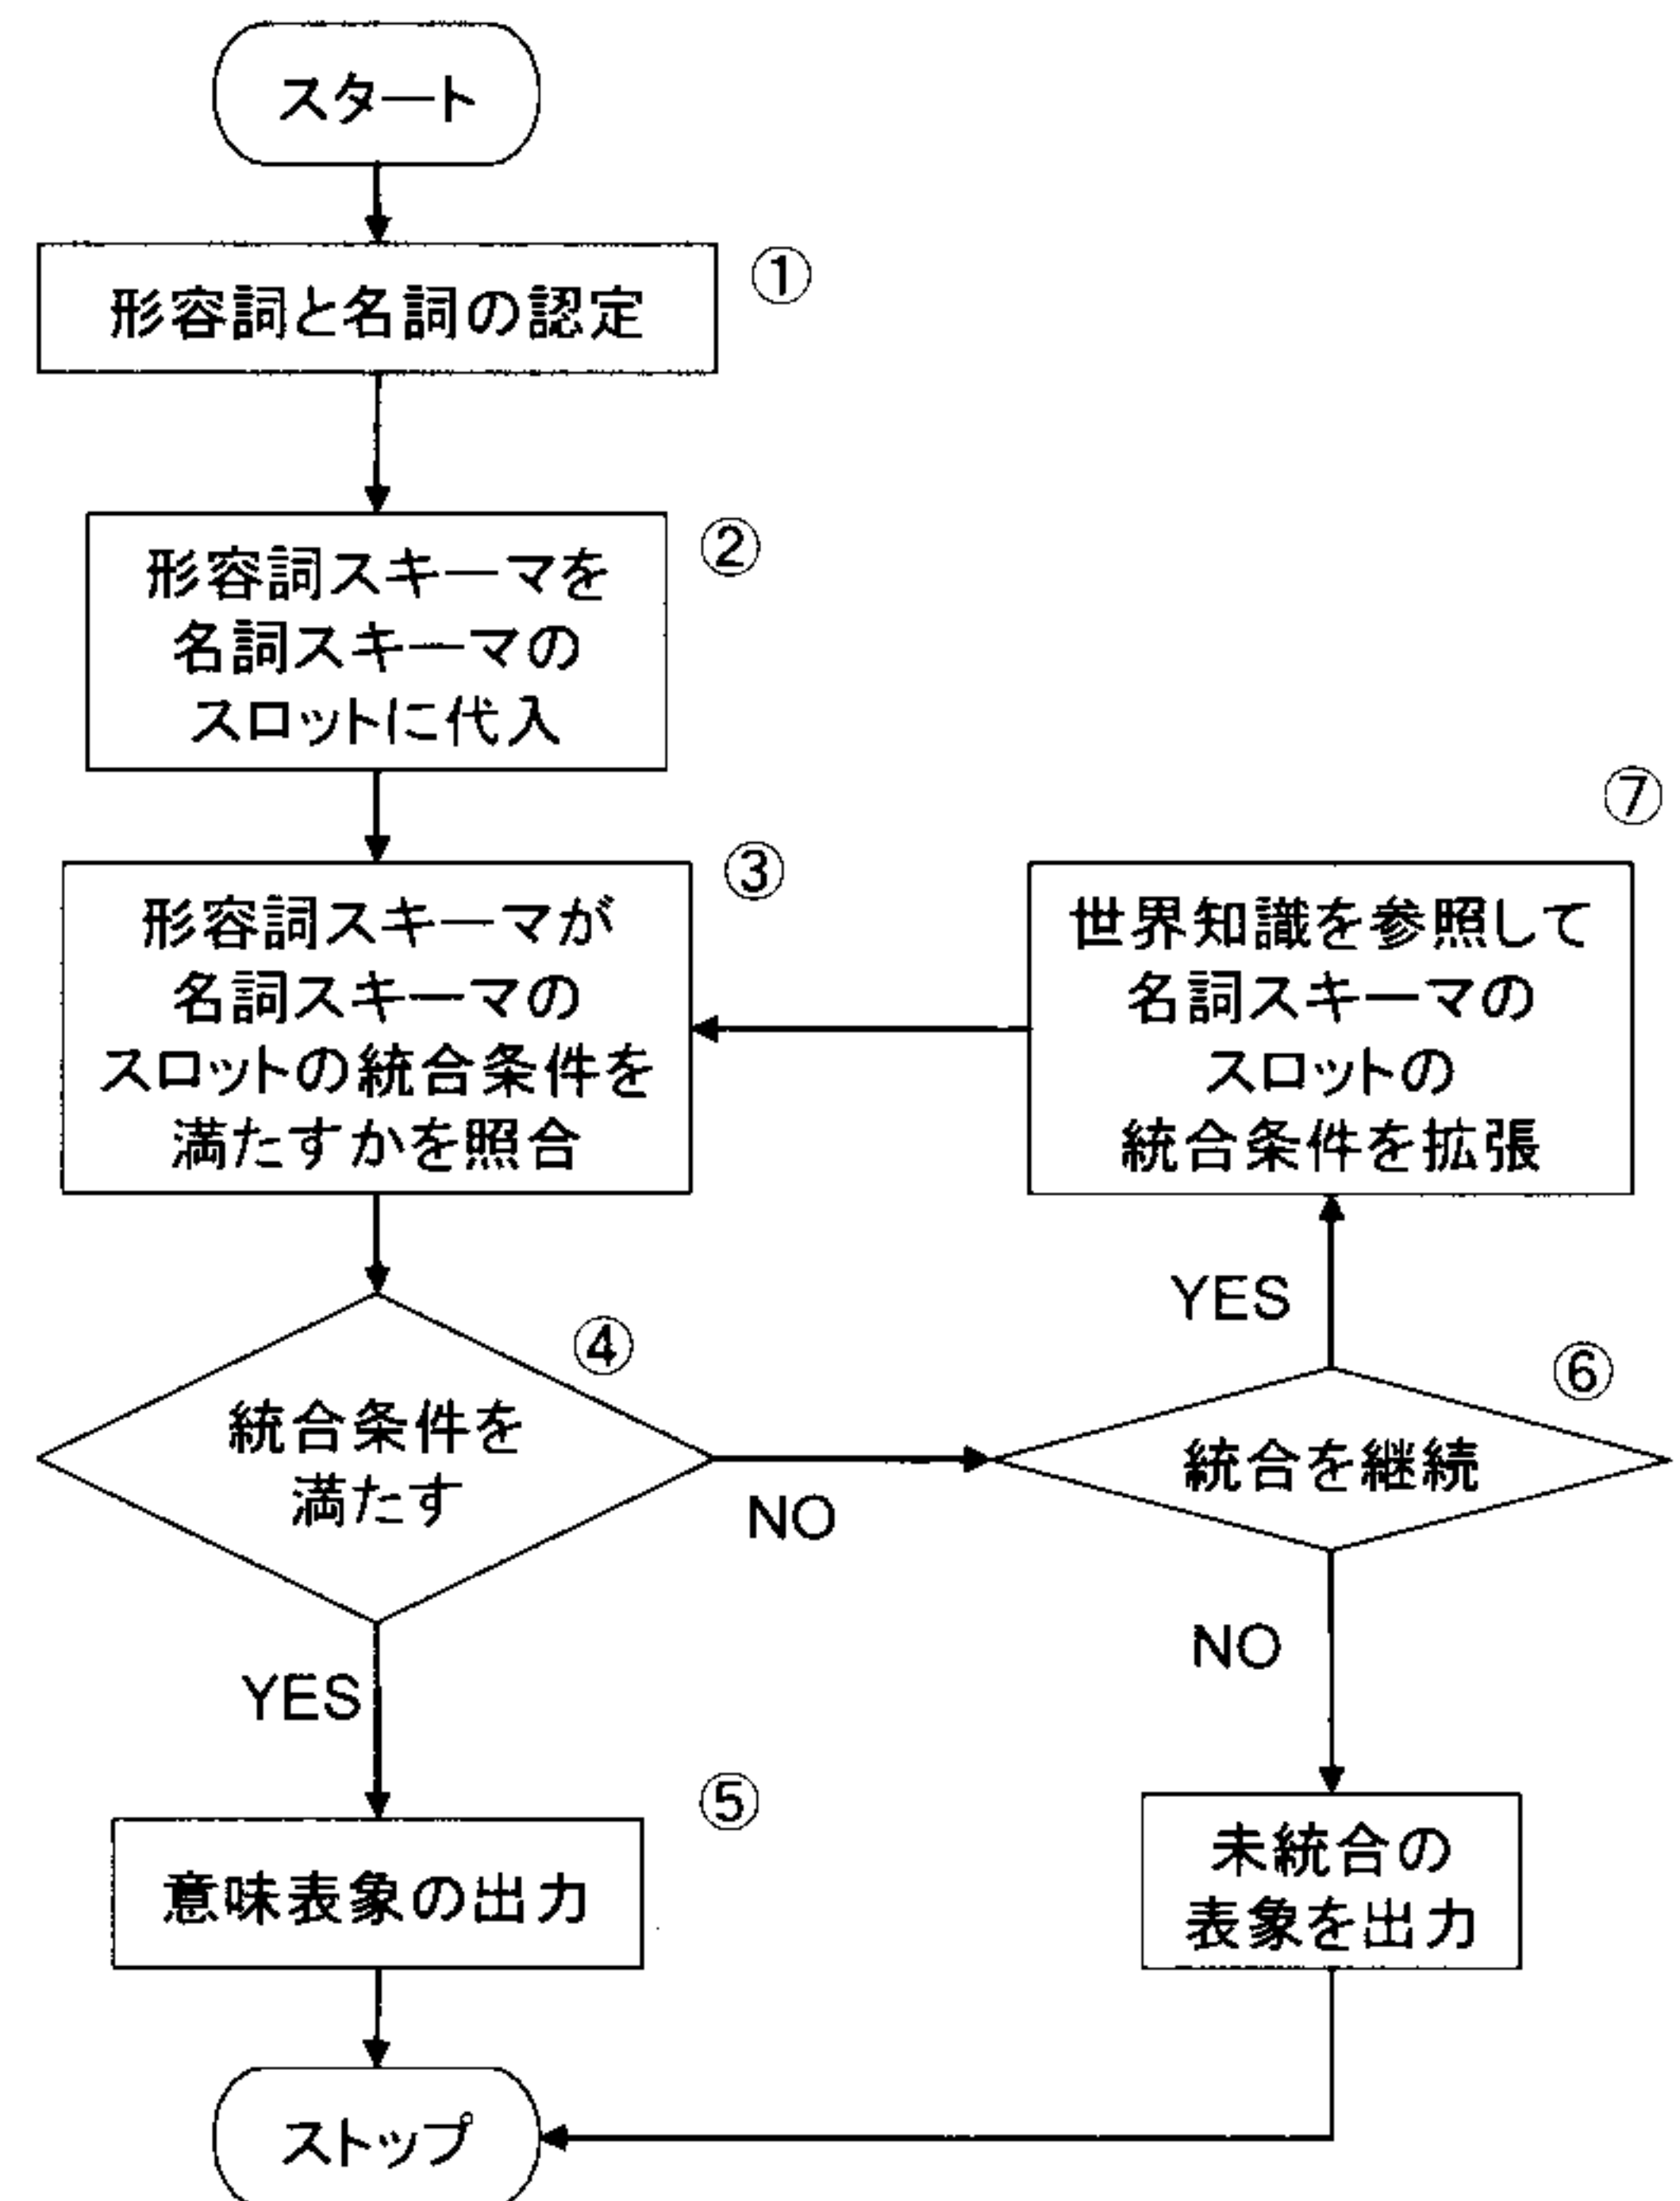 スタート
①
形容詞と名詞の認定
②
形容詞スキーマを
名詞スキーマの
スロットに代入
③
形容詞スキーマが
名詞スキーマの
スロットの統合条件を
満たすかを照合
④
統合条件を
満たす
NO
YES
⑤
意味表象の出力
⑥
統合を継続
YES
NO
⑦
世界知識を参照して
名詞スキーマの
スロットの
統合条件を拡張
未統合の
表象を出力
ストップ